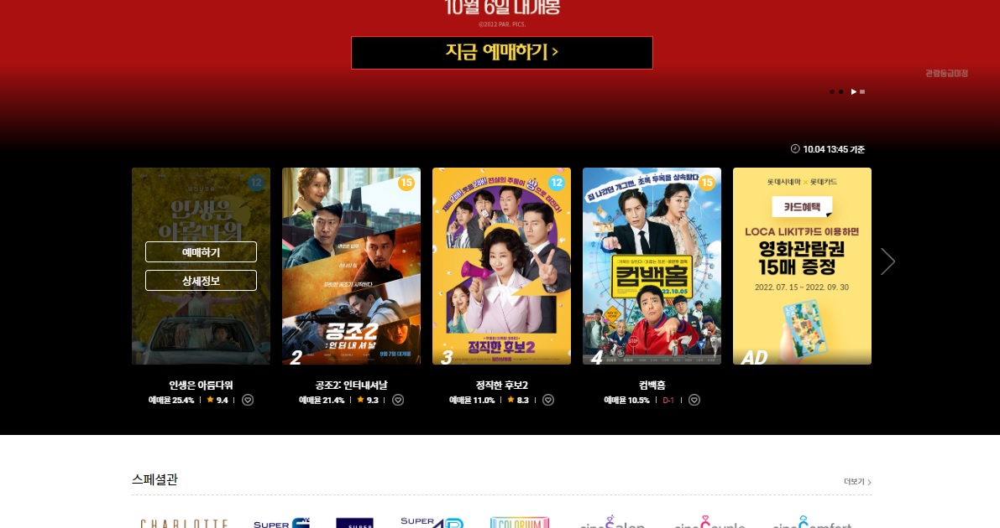 10월 6일 대개봉
©2022 PAR. PICS.
지금 예매하기 >
관람등급미정
10.04 13:45 기준
12
인생은
아름다워
예매하기
상세정보
15
공조2
:인터내셔날
9월 7일 대개봉
2
12
정직한 후보2
3
15
컴백홈
22.10.05
STOP
4
롯데시네마 × 롯데카드
카드혜택
LOCA LIKIT카드 이용하면
영화관람권
15매 증정
2022. 07. 15 ~ 2022. 09. 30
AD
인생은 아름다워
예매율 25.4% 9.4
공조2: 인터내셔날
예매율 21.4% 9.3
정직한 후보2
예매율 11.0% 8.3
컴백홈
예매율 10.5% D-1
스페셜관
더보기 >
CHARLOTTE
SUPER
SUPER
SUPER 4D
COLORIUM
cine Salon
cine Couple
cine Comfort